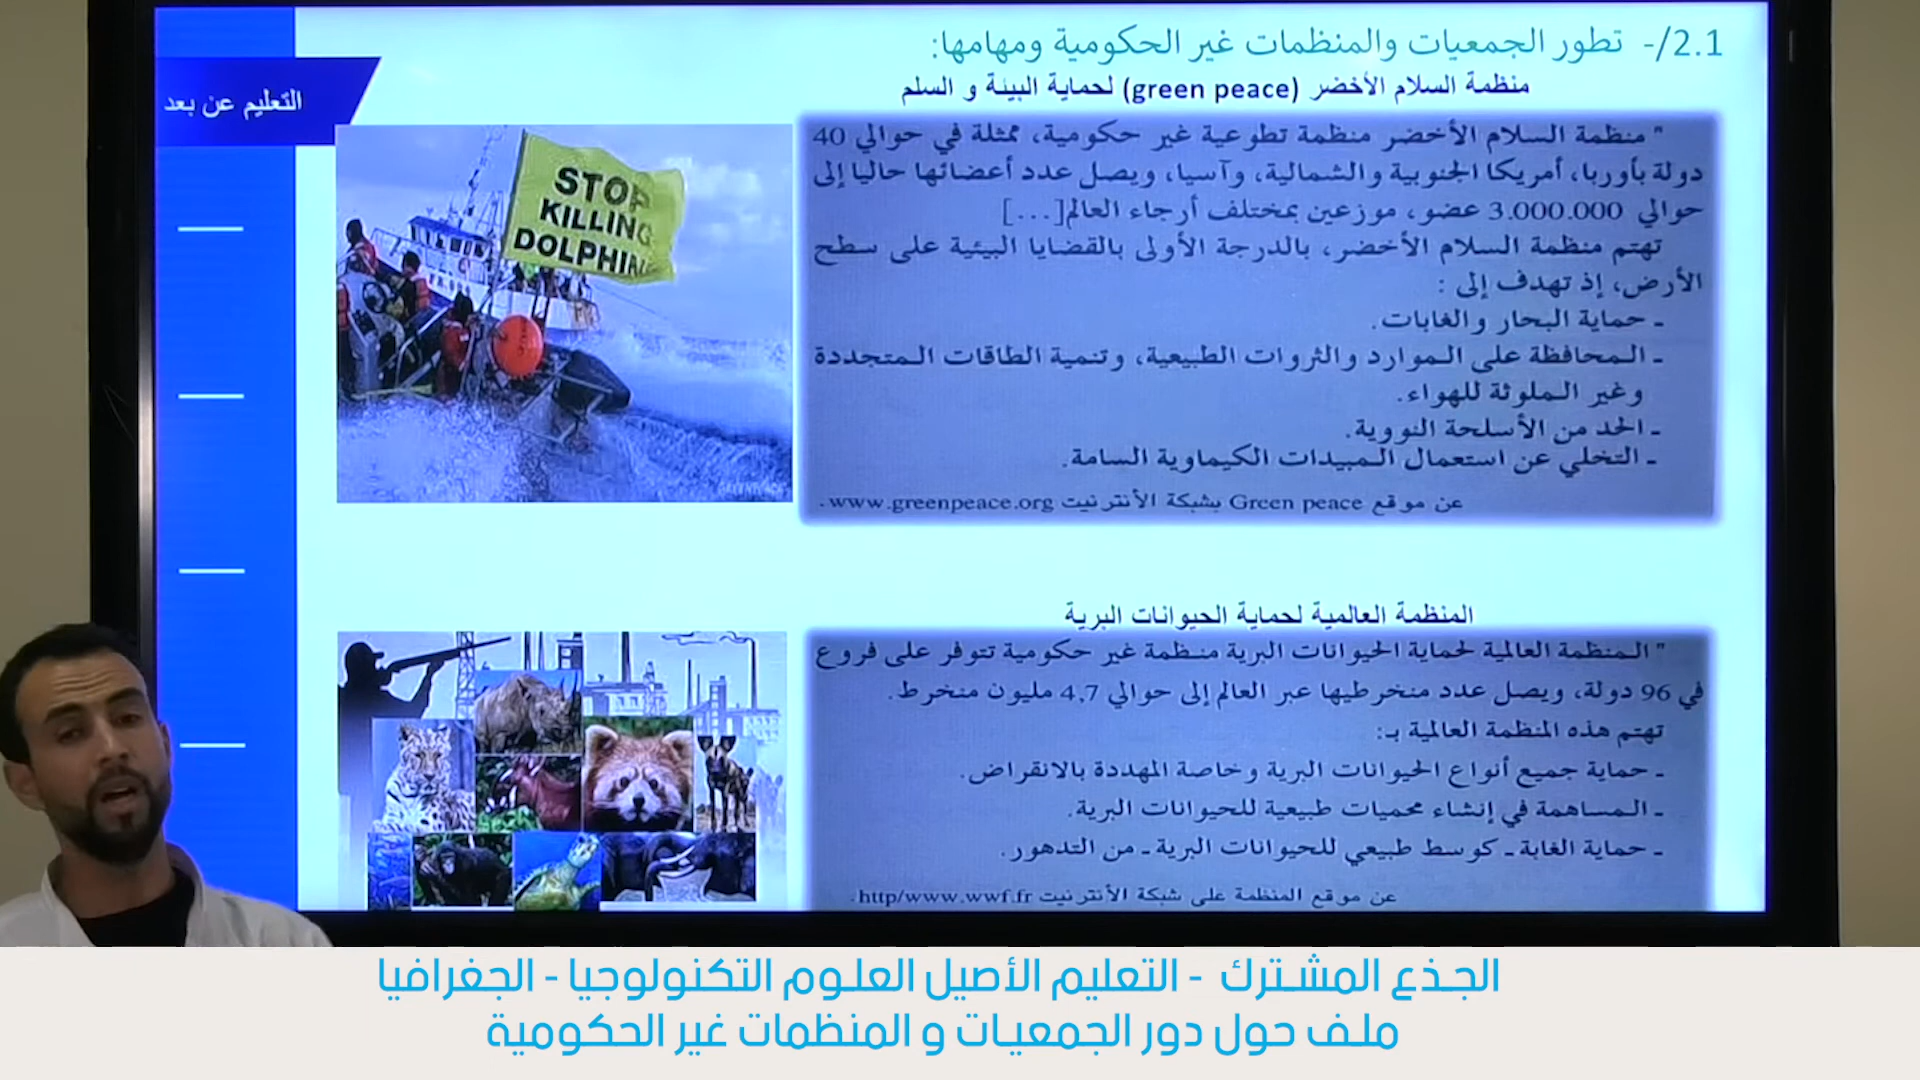 2.1/- تطور الجمعيات والمنظمات غير الحكومية ومهامها:
منظمة السلام الأخضر (green peace) لحماية البيئة و السلم
التعليم عن بعد
STOP
KILLING
DOLPHINS
" منظمة السلام الأخضر منظمة تطوعية غير حكومية، ممثلة في حوالي 40
دولة بأوربا، أمريكا الجنوبية والشمالية، وآسيا، ويصل عدد أعضائها حاليا إلى
حوالي 3.000.000 عضو، موزعين بمختلف أرجاء العالم[...]
تهتم منظمة السلام الأخضر، بالدرجة الأولى بالقضايا البيئية على سطح
الأرض، إذ تهدف إلى :
ـ حماية البحار والغابات.
ـ المحافظة على الموارد والثروات الطبيعية، وتنمية الطاقات المتجددة
وغير الملوثة للهواء.
ـ الحد من الأسلحة النووية.
ـ التخلي عن استعمال المبيدات الكيماوية السامة.
عن موقع Green peace بشبكة الأنترنيت www.greenpeace.org.
المنظمة العالمية لحماية الحيوانات البرية
" المنظمة العالمية لحماية الحيوانات البرية منظمة غير حكومية تتوفر على فروع
في 96 دولة، ويصل عدد منخرطيها عبر العالم إلى حوالي 4,7 مليون منخرط.
تهتم هذه المنظمة العالمية بـ:
ـ حماية جميع أنواع الحيوانات البرية وخاصة المهددة بالانقراض.
ـ المساهمة في إنشاء محميات طبيعية للحيوانات البرية.
ـ حماية الغابة ـ كوسط طبيعي للحيوانات البرية ـ من التدهور.
عن موقع المنظمة على شبكة الأنترنيت http/www.wwf.fr.
الجذع المشترك - التعليم الأصيل العلوم التكنولوجيا - الجغرافيا
ملف حول دور الجمعيات و المنظمات غير الحكومية